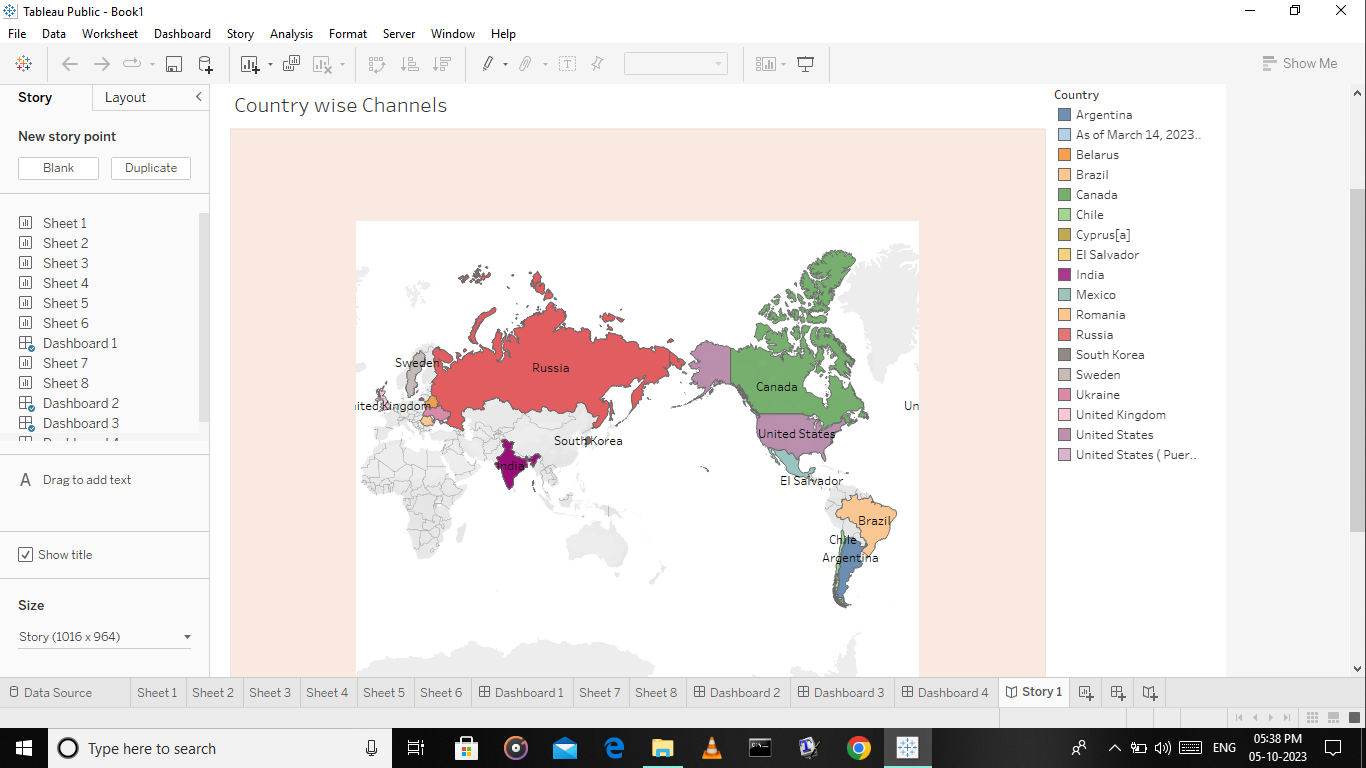 Tableau Public - Book1
File Data Worksheet Dashboard Story Analysis Format Server Window Help
Show Me
Story Layout
New story point
Blank Duplicate
Sheet 1
Sheet 2
Sheet 3
Sheet 4
Sheet 5
Sheet 6
Dashboard 1
Sheet 7
Sheet 8
Dashboard 2
Dashboard 3
A Drag to add text
Show title
Size
Story (1016 x 964)
Country wise Channels
Sweden
Russia
Canada
nited Kingdom
Un
United States
South Korea
India
El Salvador
Brazil
Chile
Argentina
Country
Argentina
As of March 14, 2023..
Belarus
Brazil
Canada
Chile
Cyprus[a]
El Salvador
India
Mexico
Romania
Russia
South Korea
Sweden
Ukraine
United Kingdom
United States
United States ( Puer..
Data Source Sheet 1 Sheet 2 Sheet 3 Sheet 4 Sheet 5 Sheet 6 Dashboard 1 Sheet 7 Sheet 8 Dashboard 2 Dashboard 3 Dashboard 4 Story 1
Type here to search
ENG
05:38 PM
05-10-2023